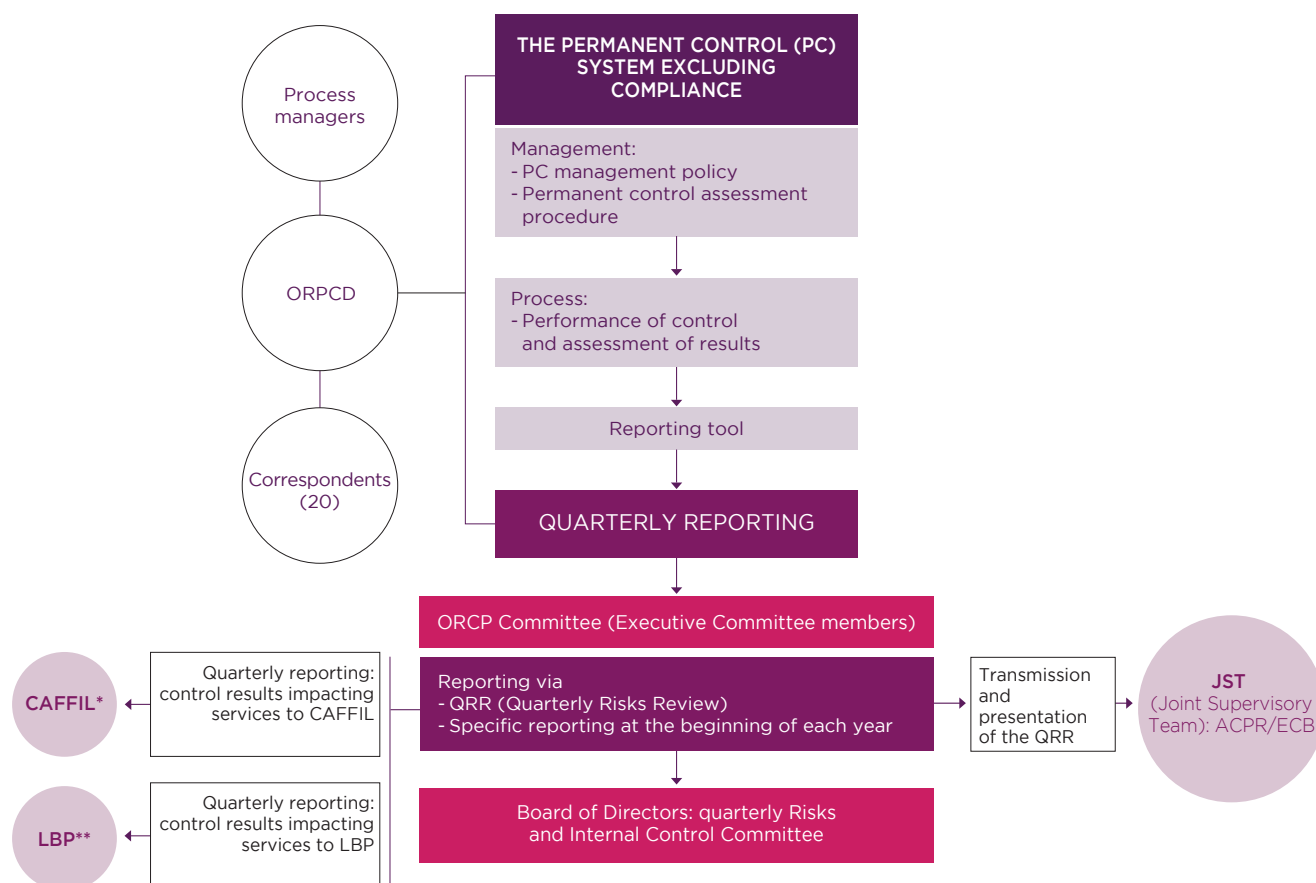 THE PERMANENT CONTROL (PC)
SYSTEM EXCLUDING
COMPLIANCE
Process
managers
Management:
- PC management policy
- Permanent control assessment
procedure
ORPCD
Process:
- Performance of control
and assessment of results
Reporting tool
Correspondents
(20)
QUARTERLY REPORTING
ORCP Committee (Executive Committee members)
CAFFIL*
Quarterly reporting:
control results impacting
services to CAFFIL
Reporting via
- QRR (Quarterly Risks Review)
- Specific reporting at the beginning of each year
Transmission
and
presentation
of the QRR
JST
(Joint Supervisory
Team): ACPR/ECB
LBP**
Quarterly reporting:
control results impacting
services to LBP
Board of Directors: quarterly Risks
and Internal Control Committee